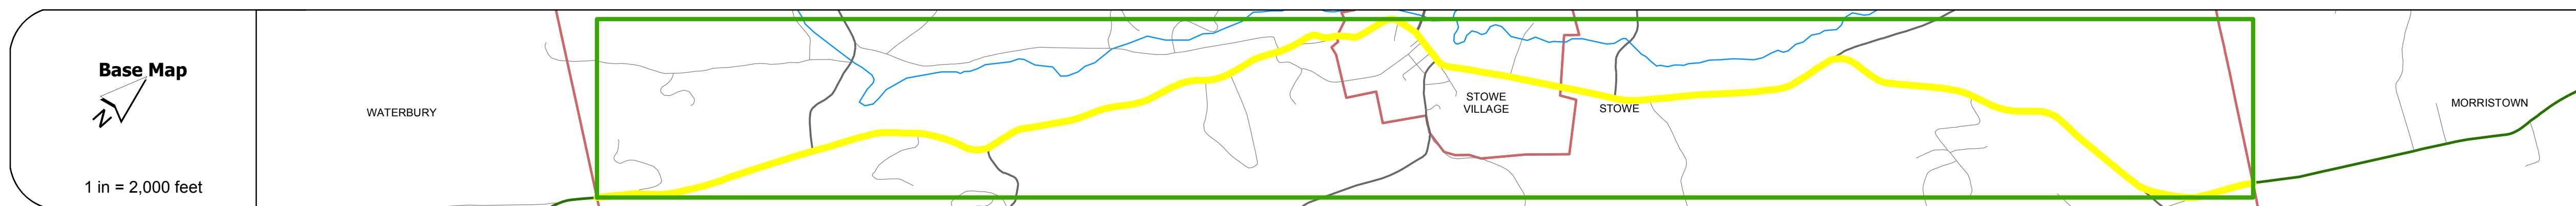 Base Map
N
1 in = 2,000 feet
WATERBURY
STOWE
VILLAGE
STOWE
MORRISTOWN